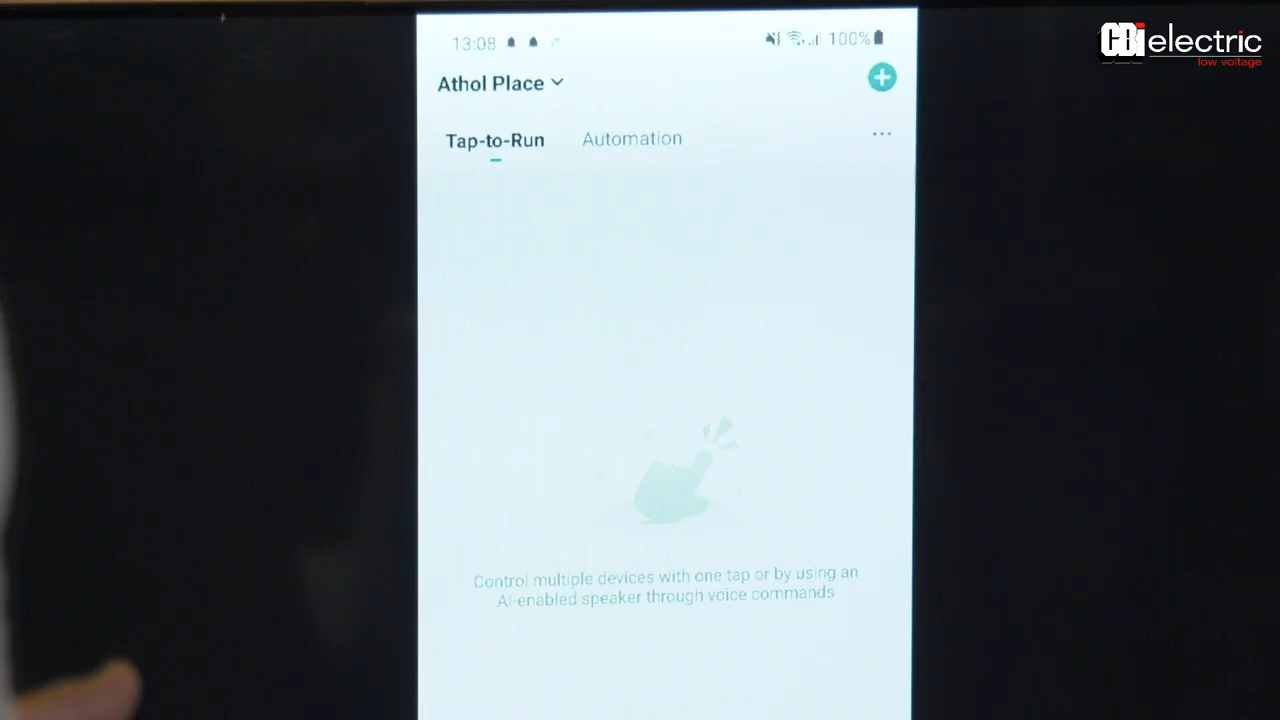 13:08
100%
CBi electric
low voltage
Athol Place
Tap-to-Run
Automation
Control multiple devices with one tap or by using an
AI-enabled speaker through voice commands